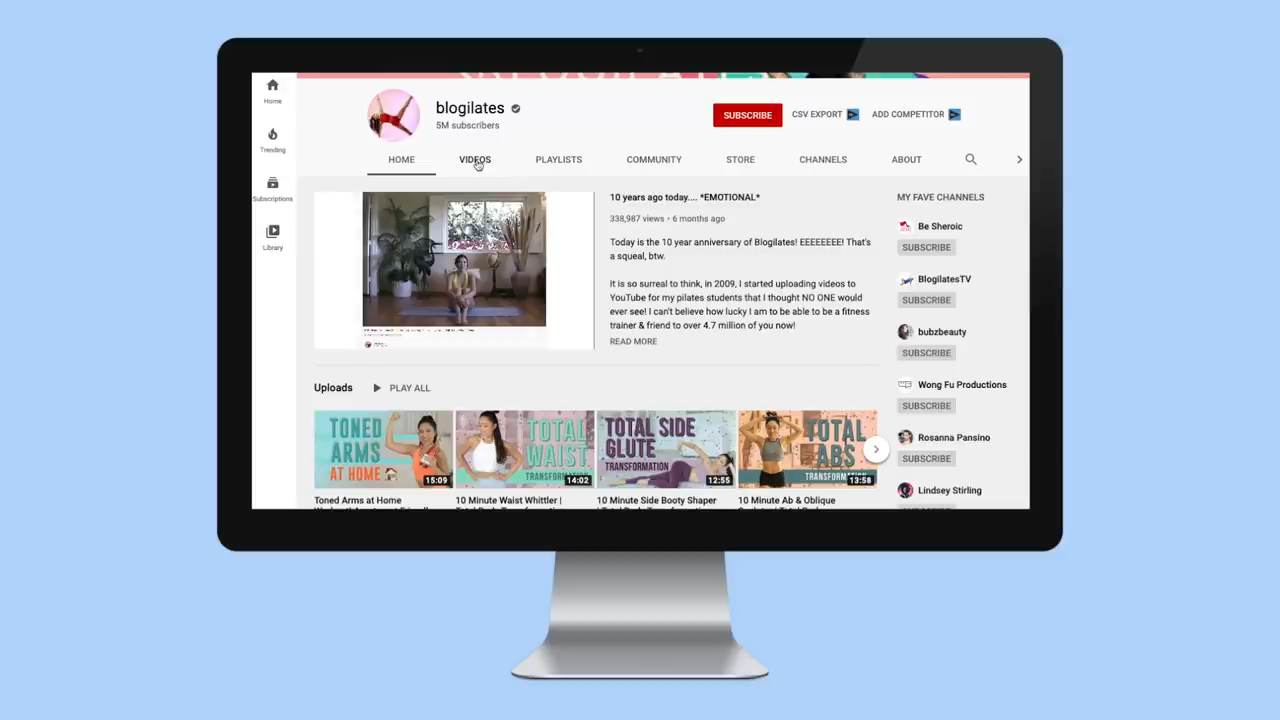 Home
Trending
Subscriptions
Library
blogilates
5M subscribers
SUBSCRIBE
CSV EXPORT
ADD COMPETITOR
HOME
VIDEOS
PLAYLISTS
COMMUNITY
STORE
CHANNELS
ABOUT
10 years ago today.... *EMOTIONAL*
338,987 views • 6 months ago
Today is the 10 year anniversary of Blogilates! EEEEEEEE! That's
a squeal, btw.
It is so surreal to think, in 2009, I started uploading videos to
YouTube for my pilates students that I thought NO ONE would
ever see! I can't believe how lucky I am to be able to be a fitness
trainer & friend to over 4.7 million of you now!
READ MORE
MY FAVE CHANNELS
Be Sheroic
SUBSCRIBE
BlogilatesTV
SUBSCRIBE
bubzbeauty
SUBSCRIBE
Wong Fu Productions
SUBSCRIBE
Rosanna Pansino
SUBSCRIBE
Lindsey Stirling
Uploads
PLAY ALL
TONED
ARMS
AT HOME
15:09
TOTAL
WAIST
TRANSFORMATION
14:02
TOTAL SIDE
GLUTE
TRANSFORMATION
12:55
TOTAL
ABS
TRANSFORMATION
13:58
Toned Arms at Home
10 Minute Waist Whittler |
10 Minute Side Booty Shaper
10 Minute Ab & Oblique